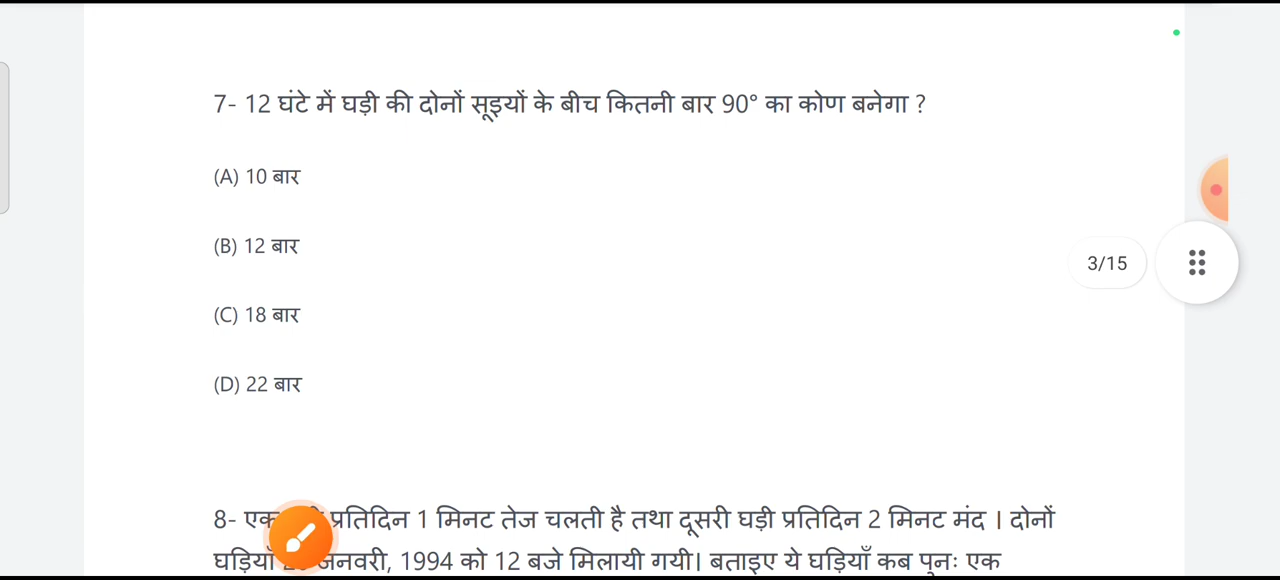 7- 12 घंटे में घड़ी की दोनों सूइयों के बीच कितनी बार 90° का कोण बनेगा ?
(A) 10 बार
(B) 12 बार
3/15
(C) 18 बार
(D) 22 बार
8- प्रतिदिन 1 मिनट तेज चलती है तथा दूसरी घड़ी प्रतिदिन 2 मिनट मंद । दोनों
घड़ियाँ जनवरी, 1994 को 12 बजे मिलायी गयी। बताइए ये घड़ियाँ कब पुनः एक